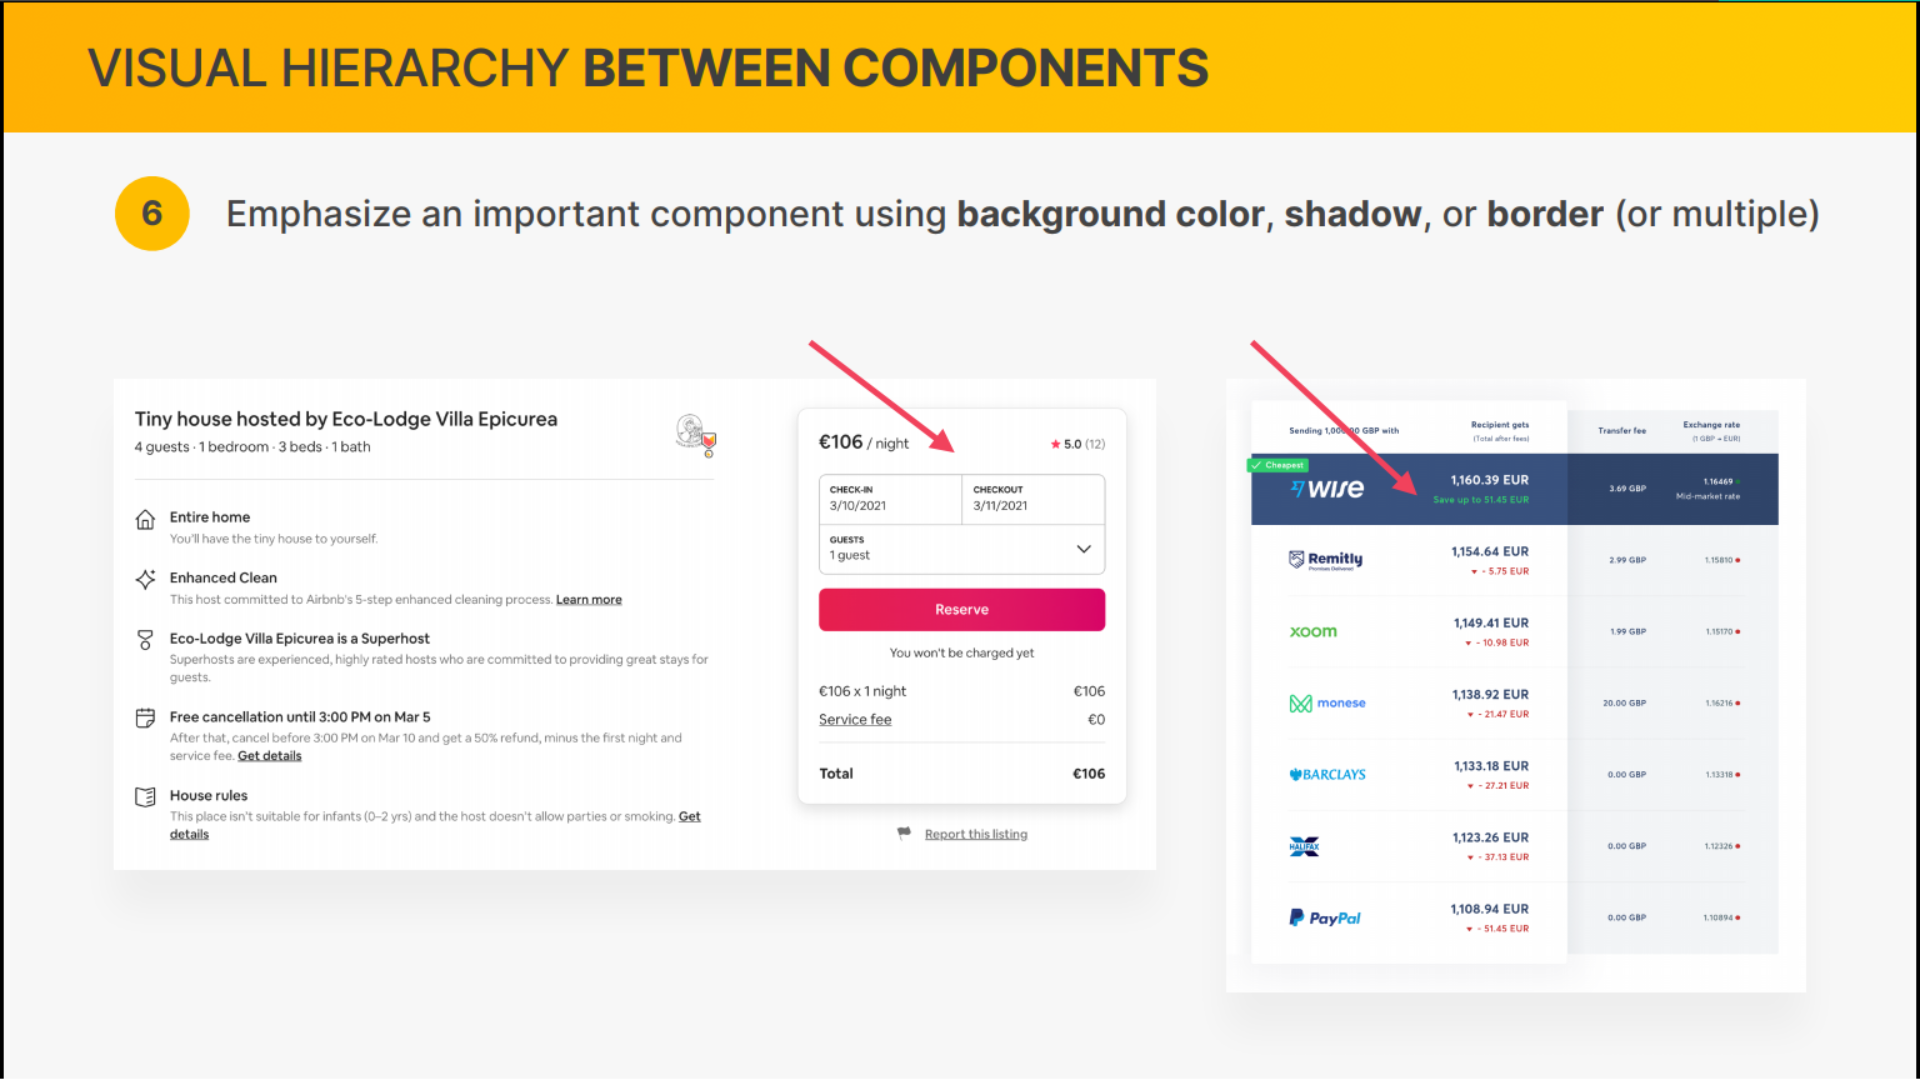 VISUAL HIERARCHY BETWEEN COMPONENTS
6
Emphasize an important component using background color, shadow, or border (or multiple)
Tiny house hosted by Eco-Lodge Villa Epicurea
4 guests · 1 bedroom · 3 beds · 1 bath
Entire home
You'll have the tiny house to yourself.
Enhanced Clean
This host committed to Airbnb's 5-step enhanced cleaning process. Learn more
Eco-Lodge Villa Epicurea is a Superhost
Superhosts are experienced, highly rated hosts who are committed to providing great stays for
guests.
Free cancellation until 3:00 PM on Mar 5
After that, cancel before 3:00 PM on Mar 10 and get a 50% refund, minus the first night and
service fee. Get details
House rules
This place isn't suitable for infants (0–2 yrs) and the host doesn't allow parties or smoking. Get
details
€106 / night
★ 5.0 (12)
CHECK-IN
3/10/2021
CHECKOUT
3/11/2021
GUESTS
1 guest
Reserve
You won't be charged yet
€106 x 1 night €106
Service fee €0
Total €106
Report this listing
Sending GBP with
Recipient gets
(Total after fees)
Transfer fee
Exchange rate
(1 GBP → EUR)
Cheapest
wise
1,160.39 EUR
Save up to 51.45 EUR
3.69 GBP
1.16469
Mid-market rate
Remitly
Promises Delivered
1,154.64 EUR
- 5.75 EUR
2.99 GBP
1.15810
xoom
1,149.41 EUR
- 10.98 EUR
1.99 GBP
1.15170
monese
1,138.92 EUR
- 21.47 EUR
20.00 GBP
1.16216
BARCLAYS
1,133.18 EUR
- 27.21 EUR
0.00 GBP
1.13318
HALIFAX
1,123.26 EUR
- 37.13 EUR
0.00 GBP
1.12326
PayPal
1,108.94 EUR
- 51.45 EUR
0.00 GBP
1.10894